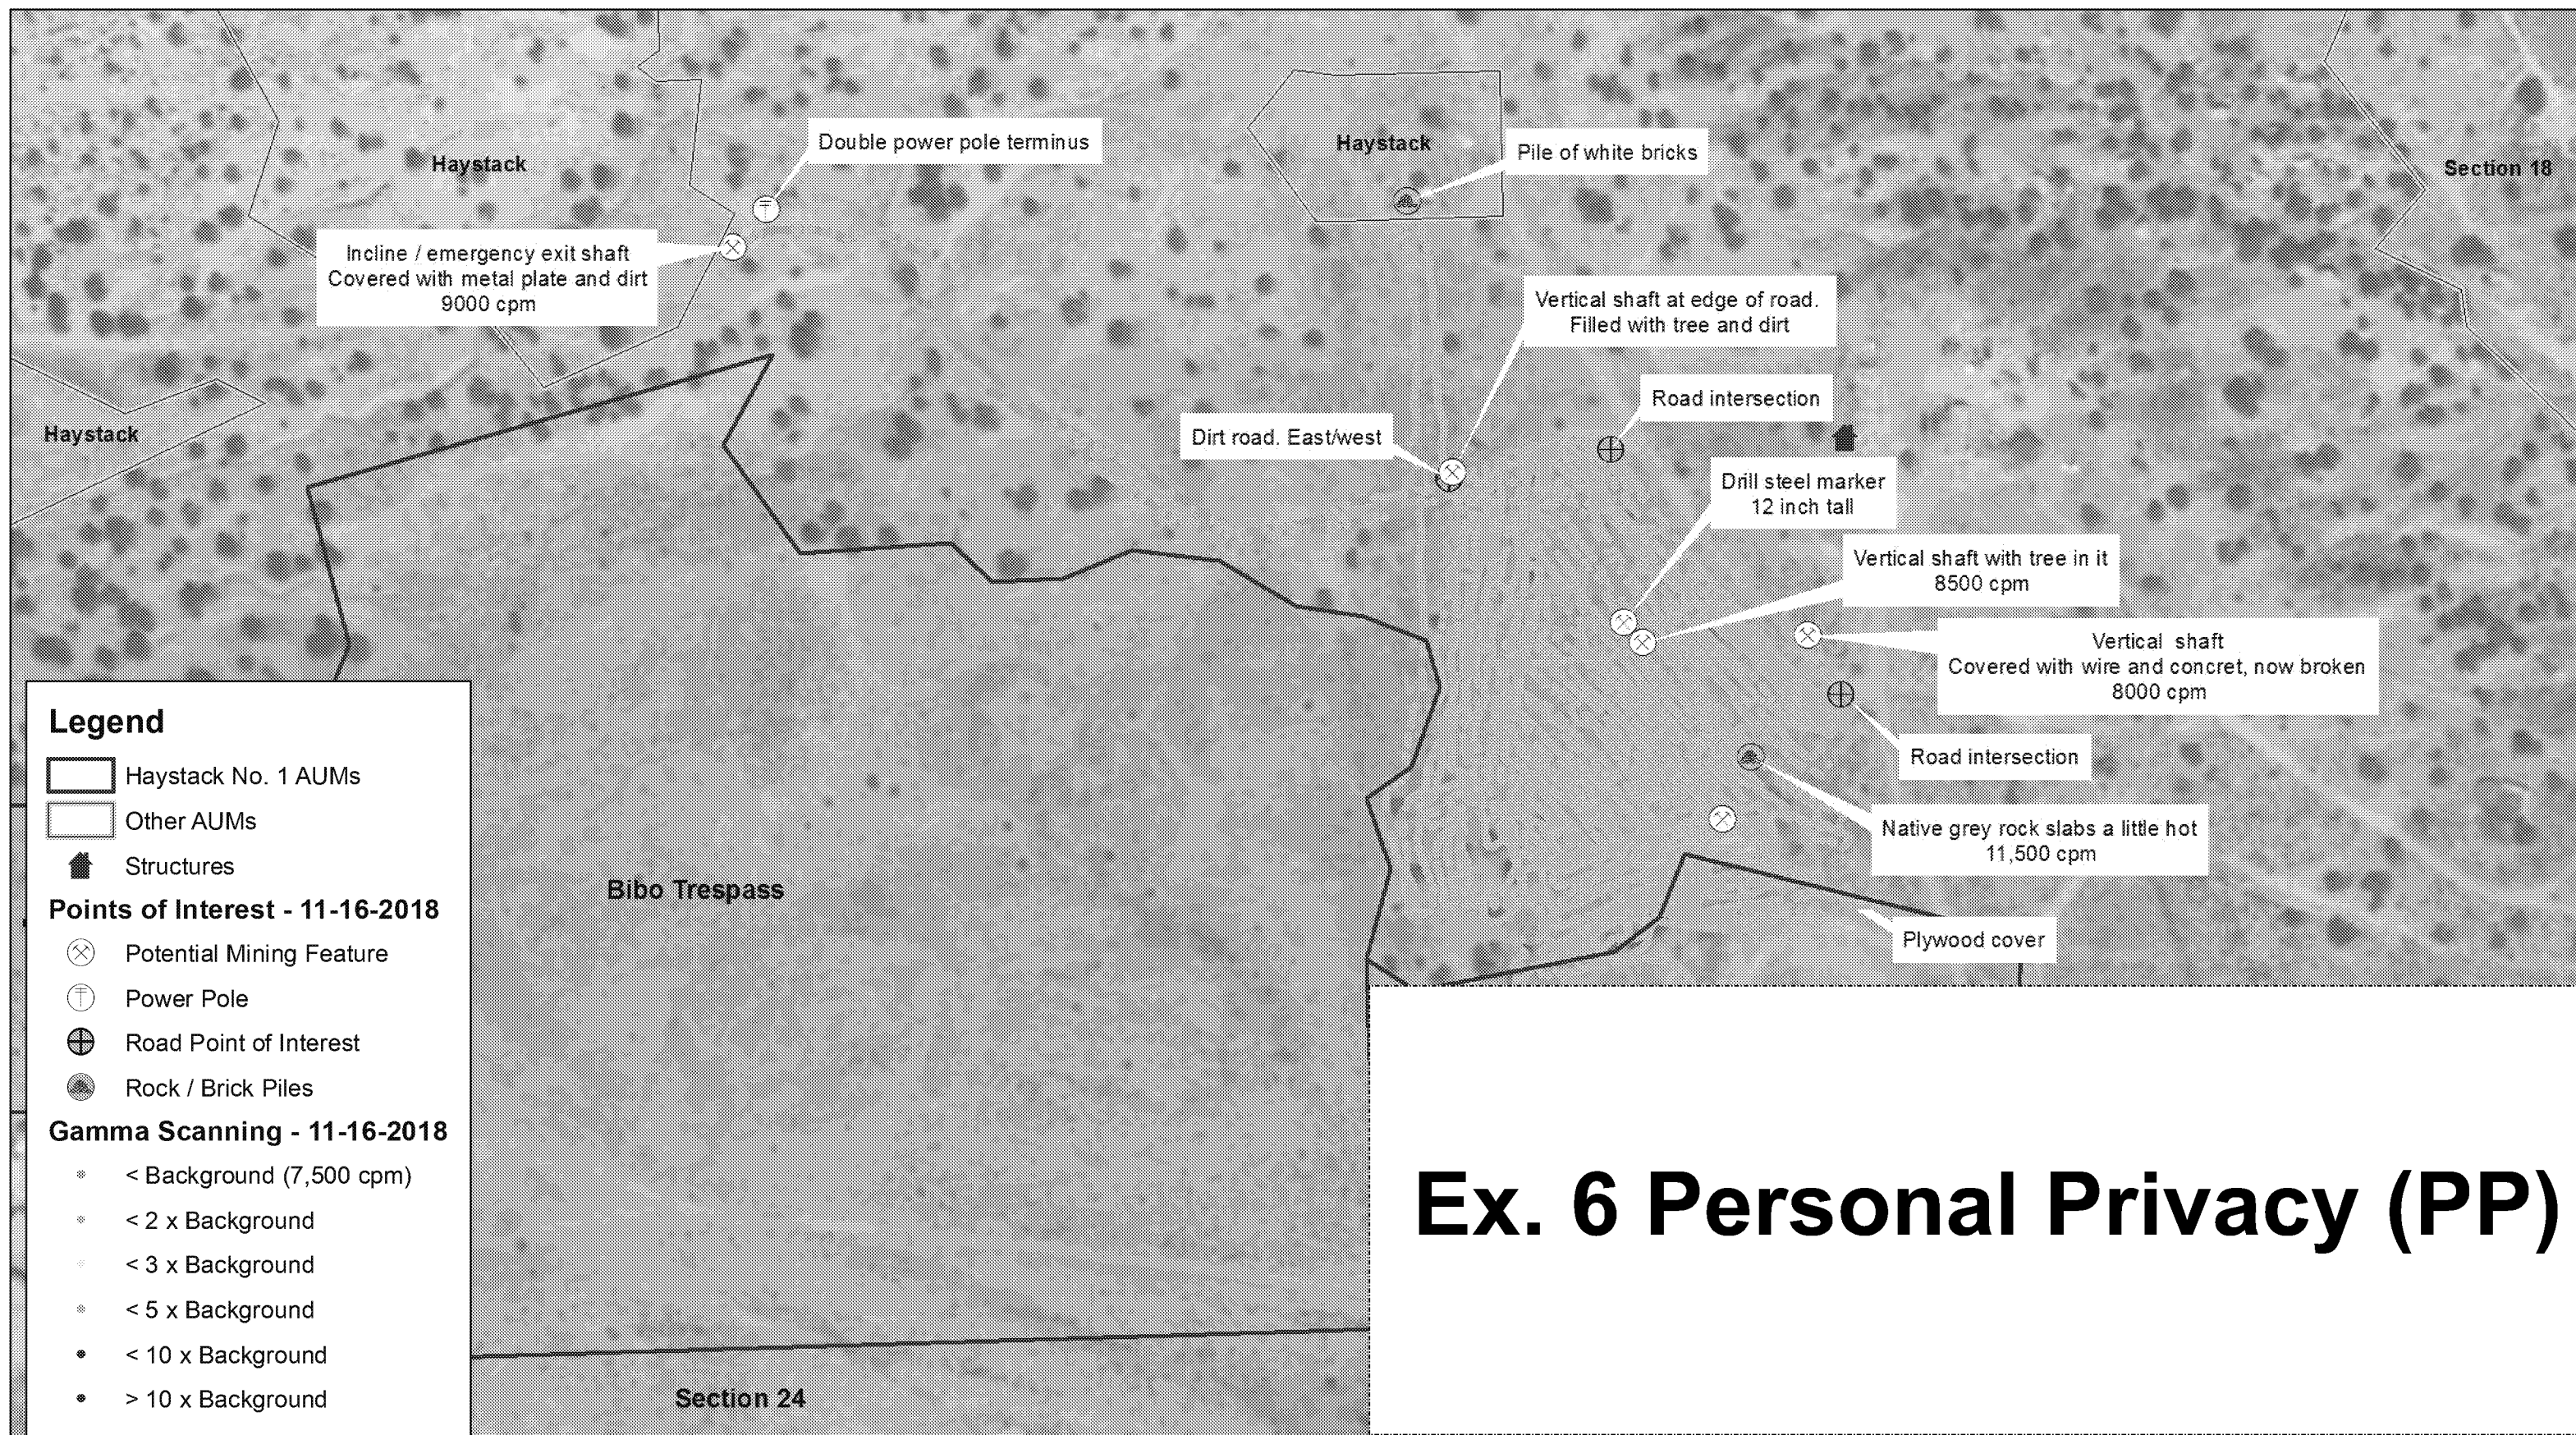 Haystack
Double power pole terminus
Haystack
Pile of white bricks
Section 18
Incline / emergency exit shaft
Covered with metal plate and dirt
9000 cpm
Vertical shaft at edge of road.
Filled with tree and dirt
Road intersection
Haystack
Dirt road. East/west
Drill steel marker
12 inch tall
Vertical shaft with tree in it
8500 cpm
Vertical shaft
Covered with wire and concret, now broken
8000 cpm
Road intersection
Native grey rock slabs a little hot
11,500 cpm
Bibo Trespass
Plywood cover
Legend
Haystack No. 1 AUMs
Other AUMs
Structures
Points of Interest - 11-16-2018
Potential Mining Feature
Power Pole
Road Point of Interest
Rock / Brick Piles
Gamma Scanning - 11-16-2018
< Background (7,500 cpm)
< 2 x Background
< 3 x Background
< 5 x Background
< 10 x Background
> 10 x Background
Ex. 6 Personal Privacy (PP)
Section 24